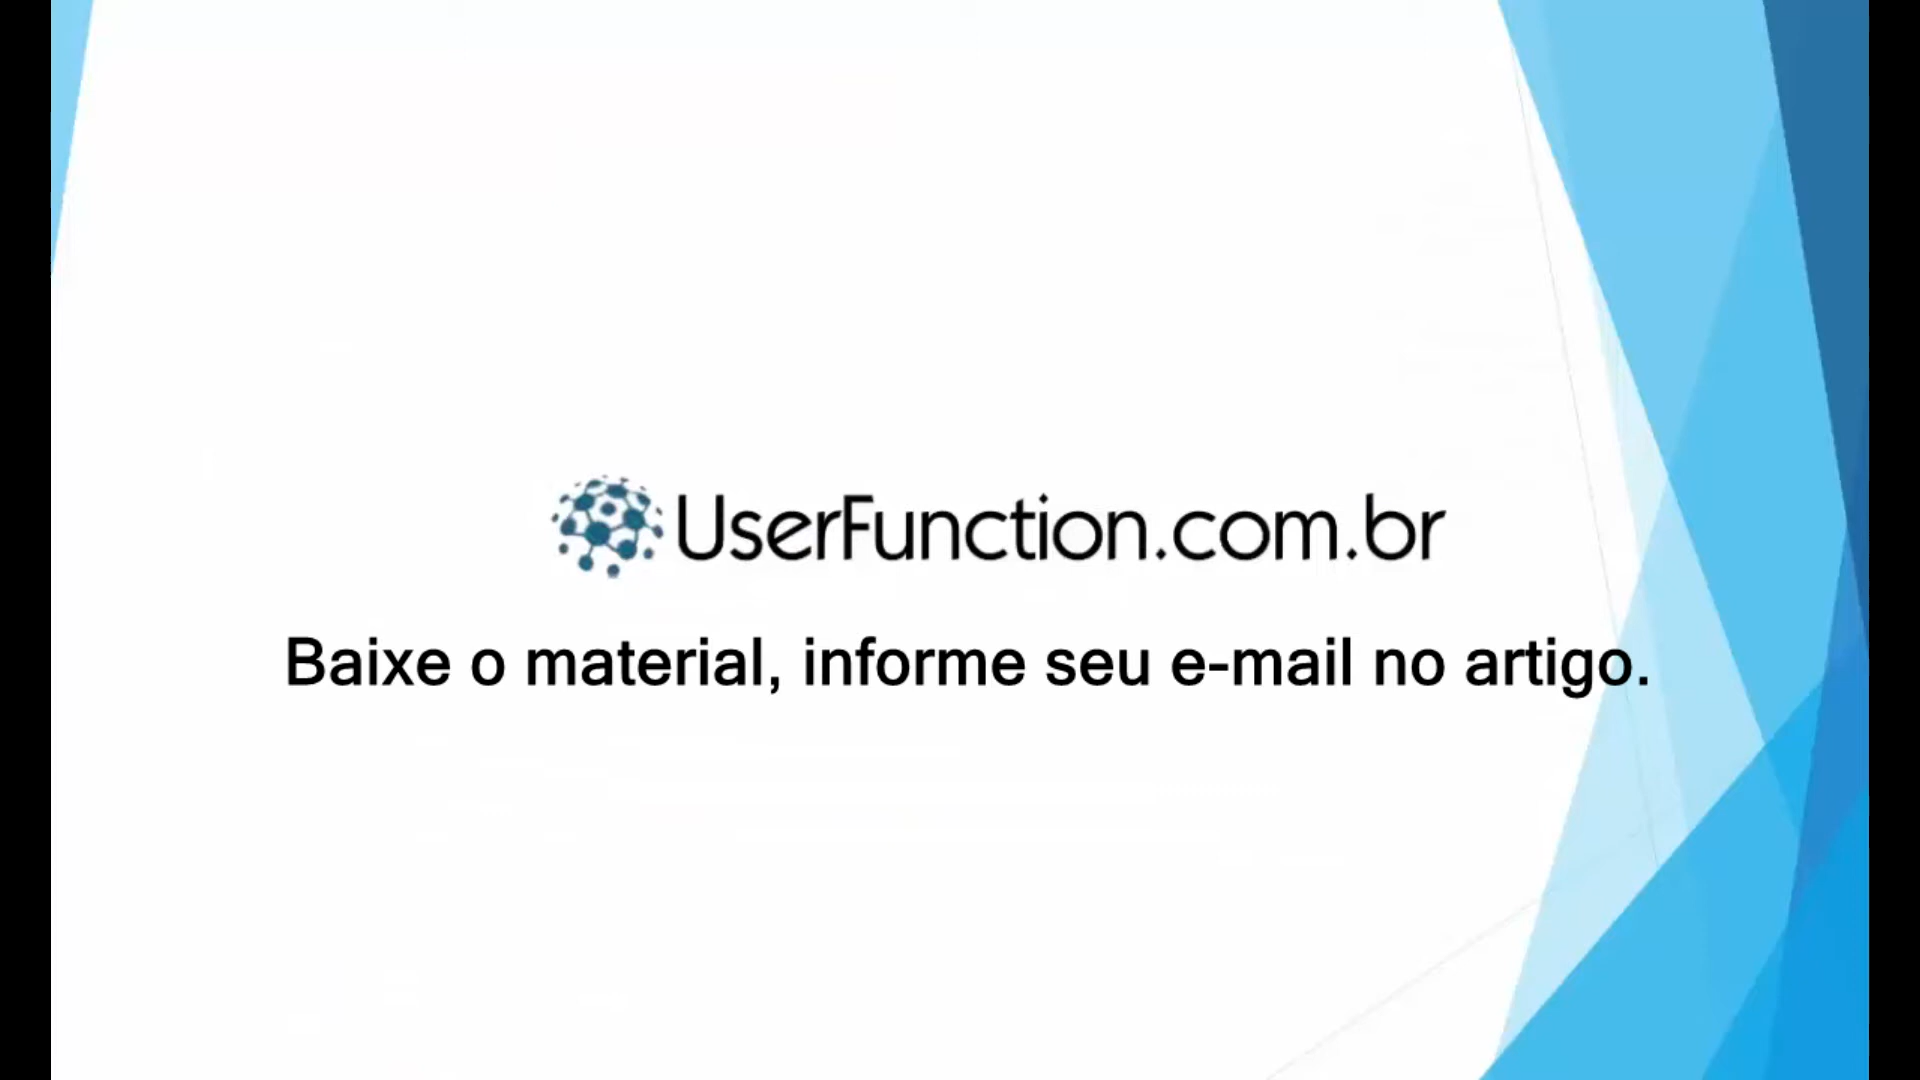 UserFunction.com.br
Baixe o material, informe seu e-mail no artigo.